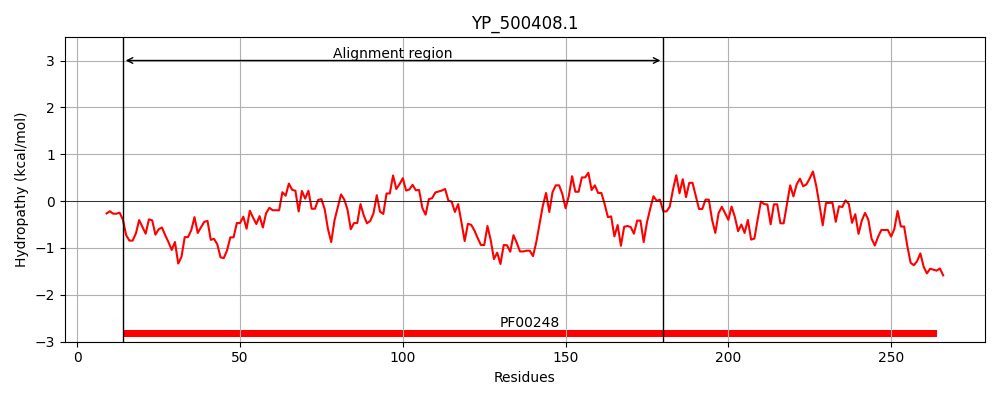 YP_500408.1
Alignment region
Hydropathy (kcal/mol)
3
2
1
0
−1
−2
−3
PF00248
0
50
100
150
200
250
Residues